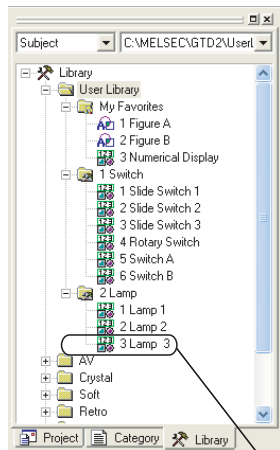 Subject C:\MELSEC\GTD2\UserL
Library
User Library
My Favorites
1 Figure A
2 Figure B
3 Numerical Display
1 Switch
1 Slide Switch 1
2 Slide Switch 2
3 Slide Switch 3
4 Rotary Switch
5 Switch A
6 Switch B
2 Lamp
1 Lamp 1
2 Lamp 2
3 Lamp 3
AV
Crystal
Soft
Retro
Project Category Library